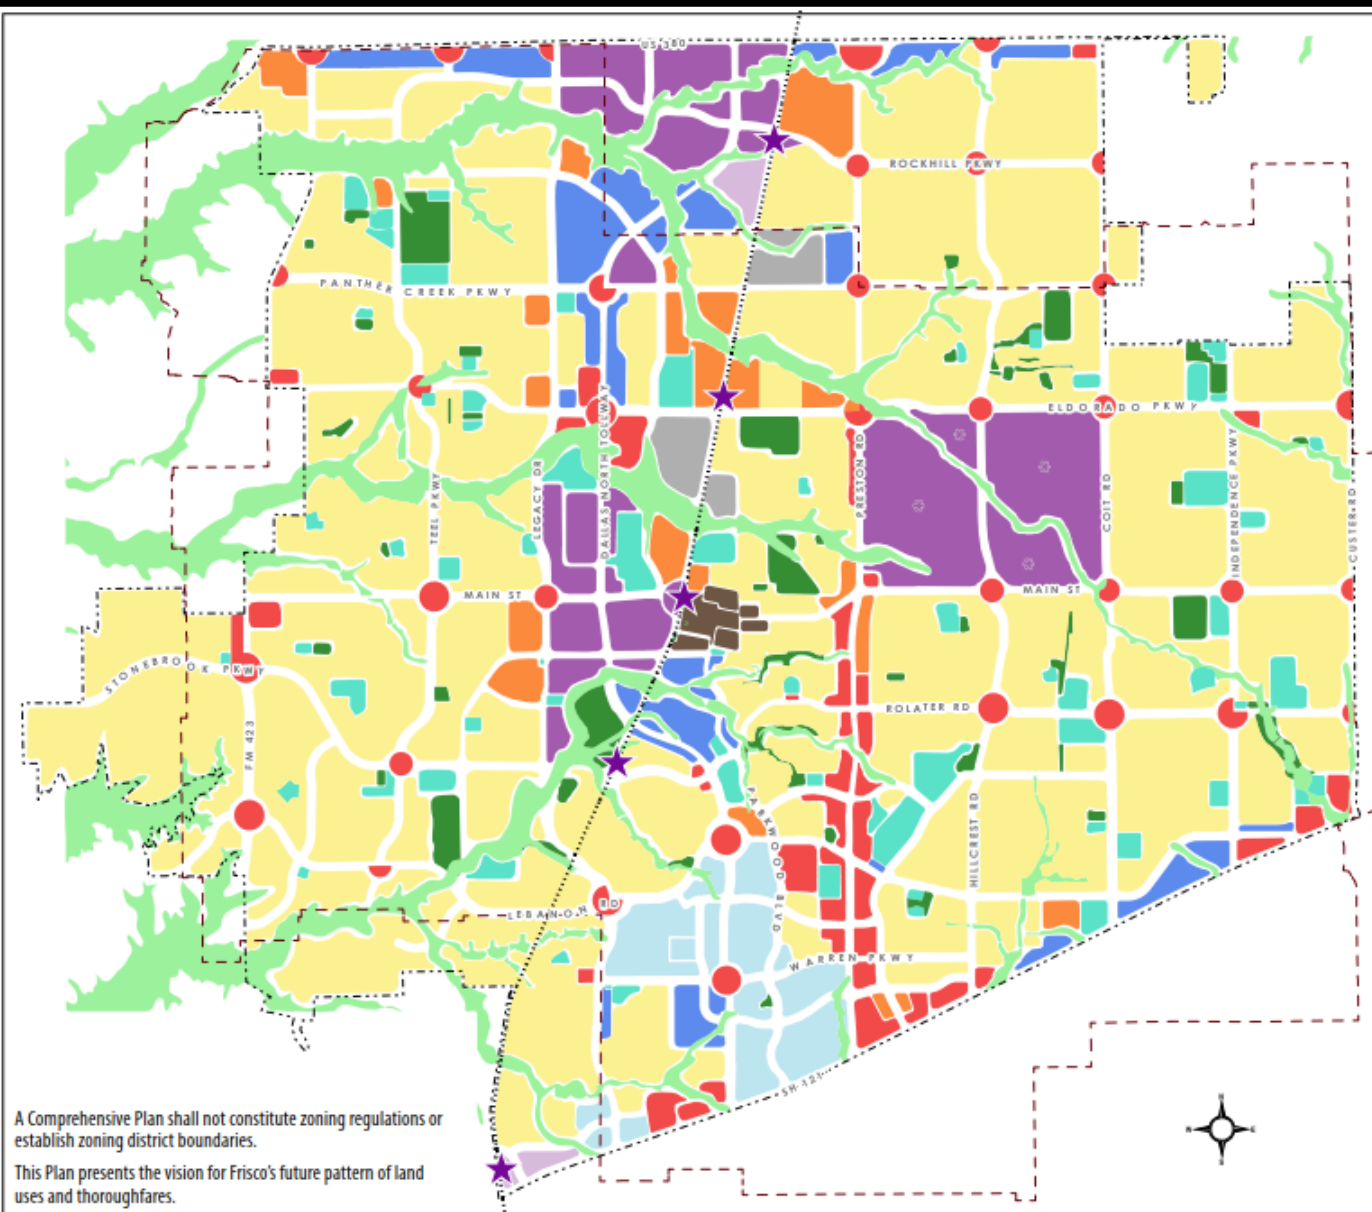 US 380
ROCKHILL PKWY
PANTHER CREEK PKWY
ELDORADO PKWY
DALLAS NORTH TOLLWAY
PRESTON RD
LEGACY DR
TEEL PKWY
COIT RD
INDEPENDENCE PKWY
CUSTER RD
MAIN ST
MAIN ST
STONEBROOK PKWY
FM 423
ROLATER RD
PARKWOOD BLVD
HILLCREST RD
LEBANON RD
WARREN PKWY
SH 121
A Comprehensive Plan shall not constitute zoning regulations or
establish zoning district boundaries.
This Plan presents the vision for Frisco's future pattern of land
uses and thoroughfares.
N
W E
S